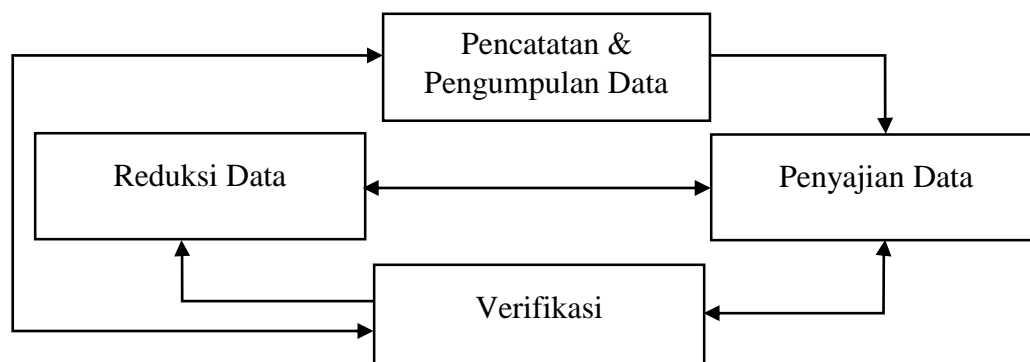 Pencatatan &
Pengumpulan Data
Reduksi Data
Penyajian Data
Verifikasi